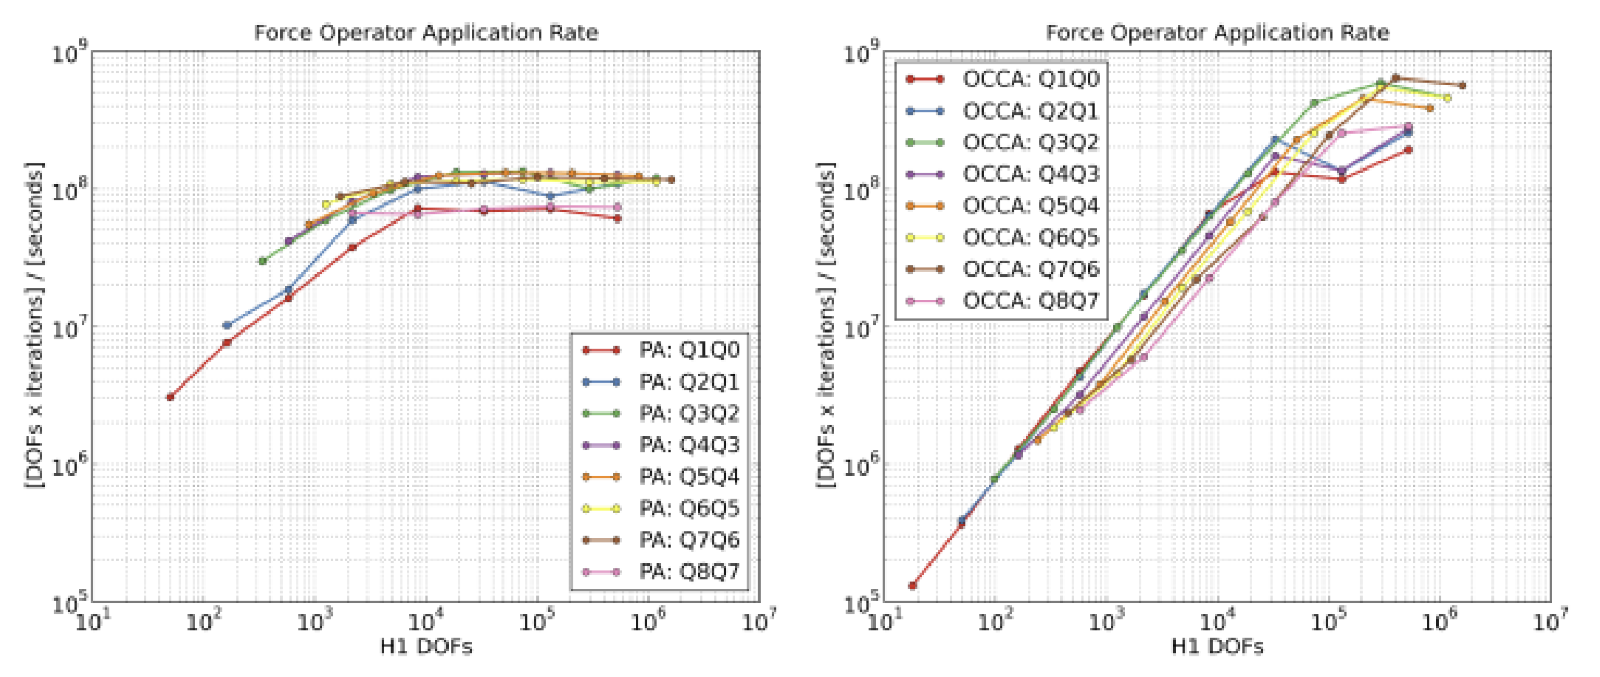 Force Operator Application Rate
[DOFs x iterations] / [seconds]
10^9
10^8
10^7
10^6
10^5
PA: Q1Q0
PA: Q2Q1
PA: Q3Q2
PA: Q4Q3
PA: Q5Q4
PA: Q6Q5
PA: Q7Q6
PA: Q8Q7
10^1 10^2 10^3 10^4 10^5 10^6 10^7
H1 DOFs
Force Operator Application Rate
[DOFs x iterations] / [seconds]
10^9
10^8
10^7
10^6
10^5
OCCA: Q1Q0
OCCA: Q2Q1
OCCA: Q3Q2
OCCA: Q4Q3
OCCA: Q5Q4
OCCA: Q6Q5
OCCA: Q7Q6
OCCA: Q8Q7
10^1 10^2 10^3 10^4 10^5 10^6 10^7
H1 DOFs